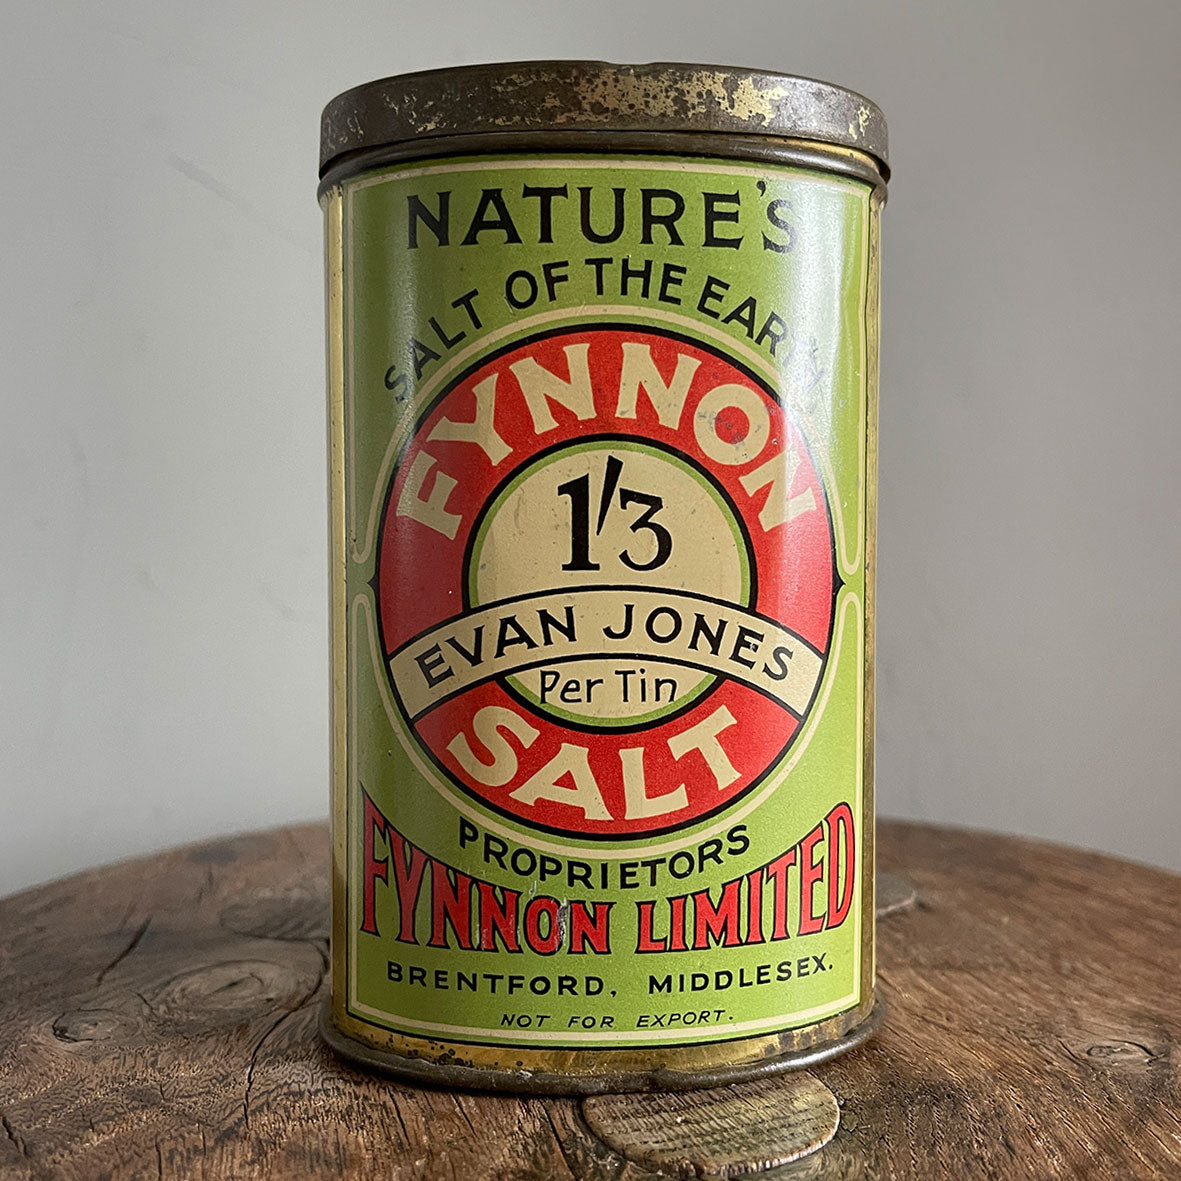 NATURE'S
SALT OF THE EARTH
FYNNON
1/3
EVAN JONES
Per Tin
SALT
PROPRIETORS
FYNNON LIMITED
BRENTFORD, MIDDLESEX.
NOT FOR EXPORT.